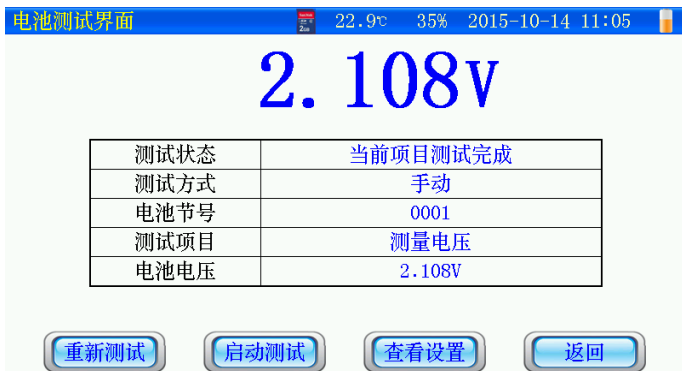 电池测试界面 22.9℃ 35% 2015-10-14 11:05
2.108V
测试状态 当前项目测试完成
测试方式 手动
电池节号 0001
测试项目 测量电压
电池电压 2.108V
重新测试 启动测试 查看设置 返回